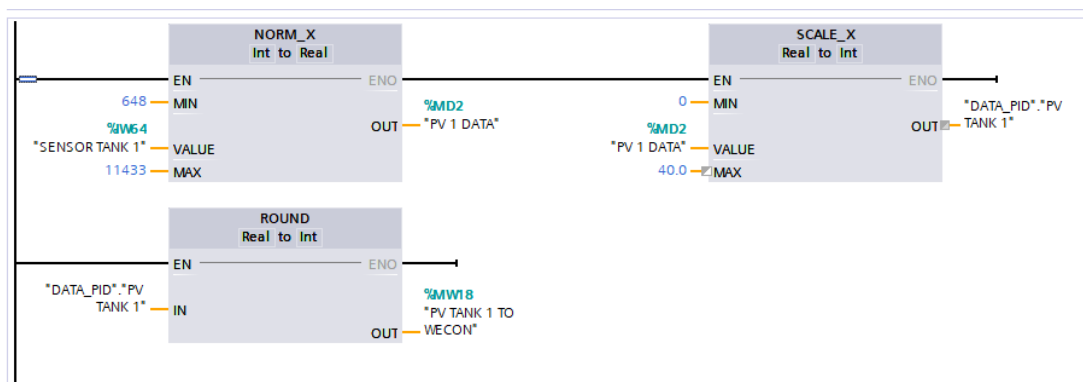 NORM_X
Int to Real
EN
ENO
648
MIN
%IW64
"SENSOR TANK 1"
VALUE
11433
MAX
OUT
%MD2
"PV 1 DATA"
SCALE_X
Real to Int
EN
ENO
0
MIN
%MD2
"PV 1 DATA"
VALUE
40.0
MAX
OUT
"DATA_PID"."PV
TANK 1"
ROUND
Real to Int
EN
ENO
"DATA_PID"."PV
TANK 1"
IN
OUT
%MW18
"PV TANK 1 TO
WECON"